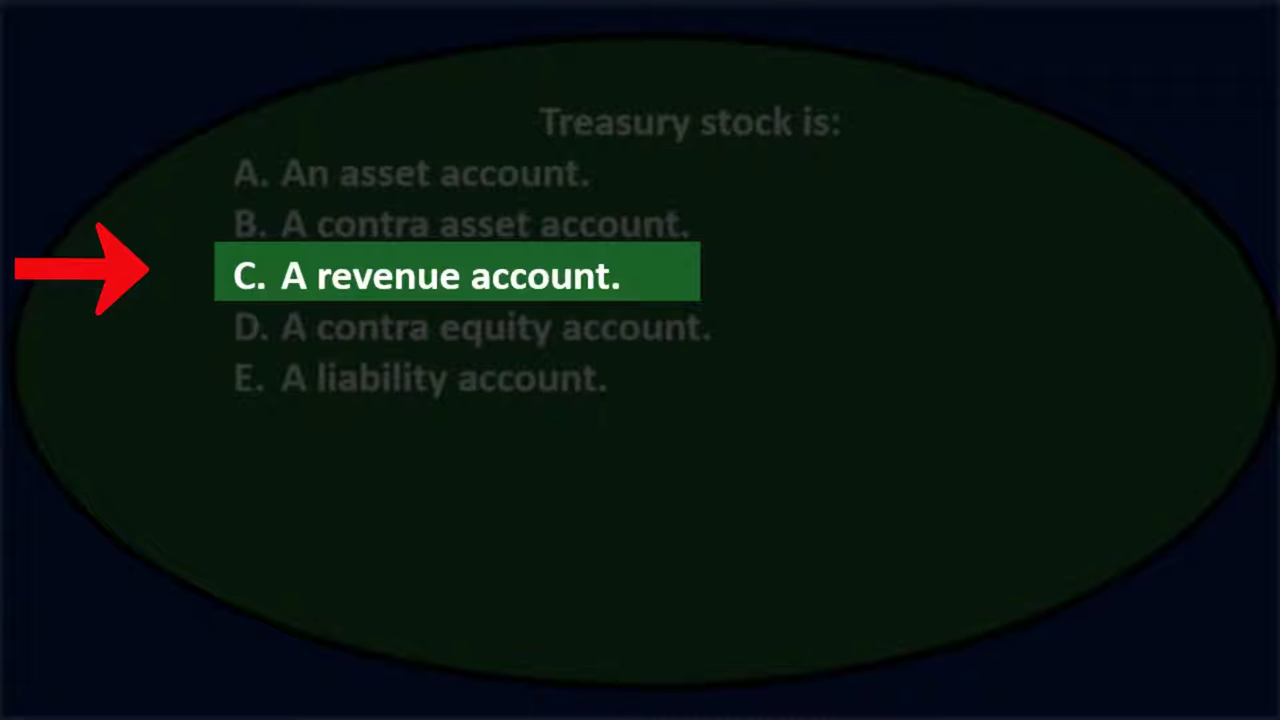 Treasury stock is:
A. An asset account.
B. A contra asset account.
C. A revenue account.
D. A contra equity account.
E. A liability account.